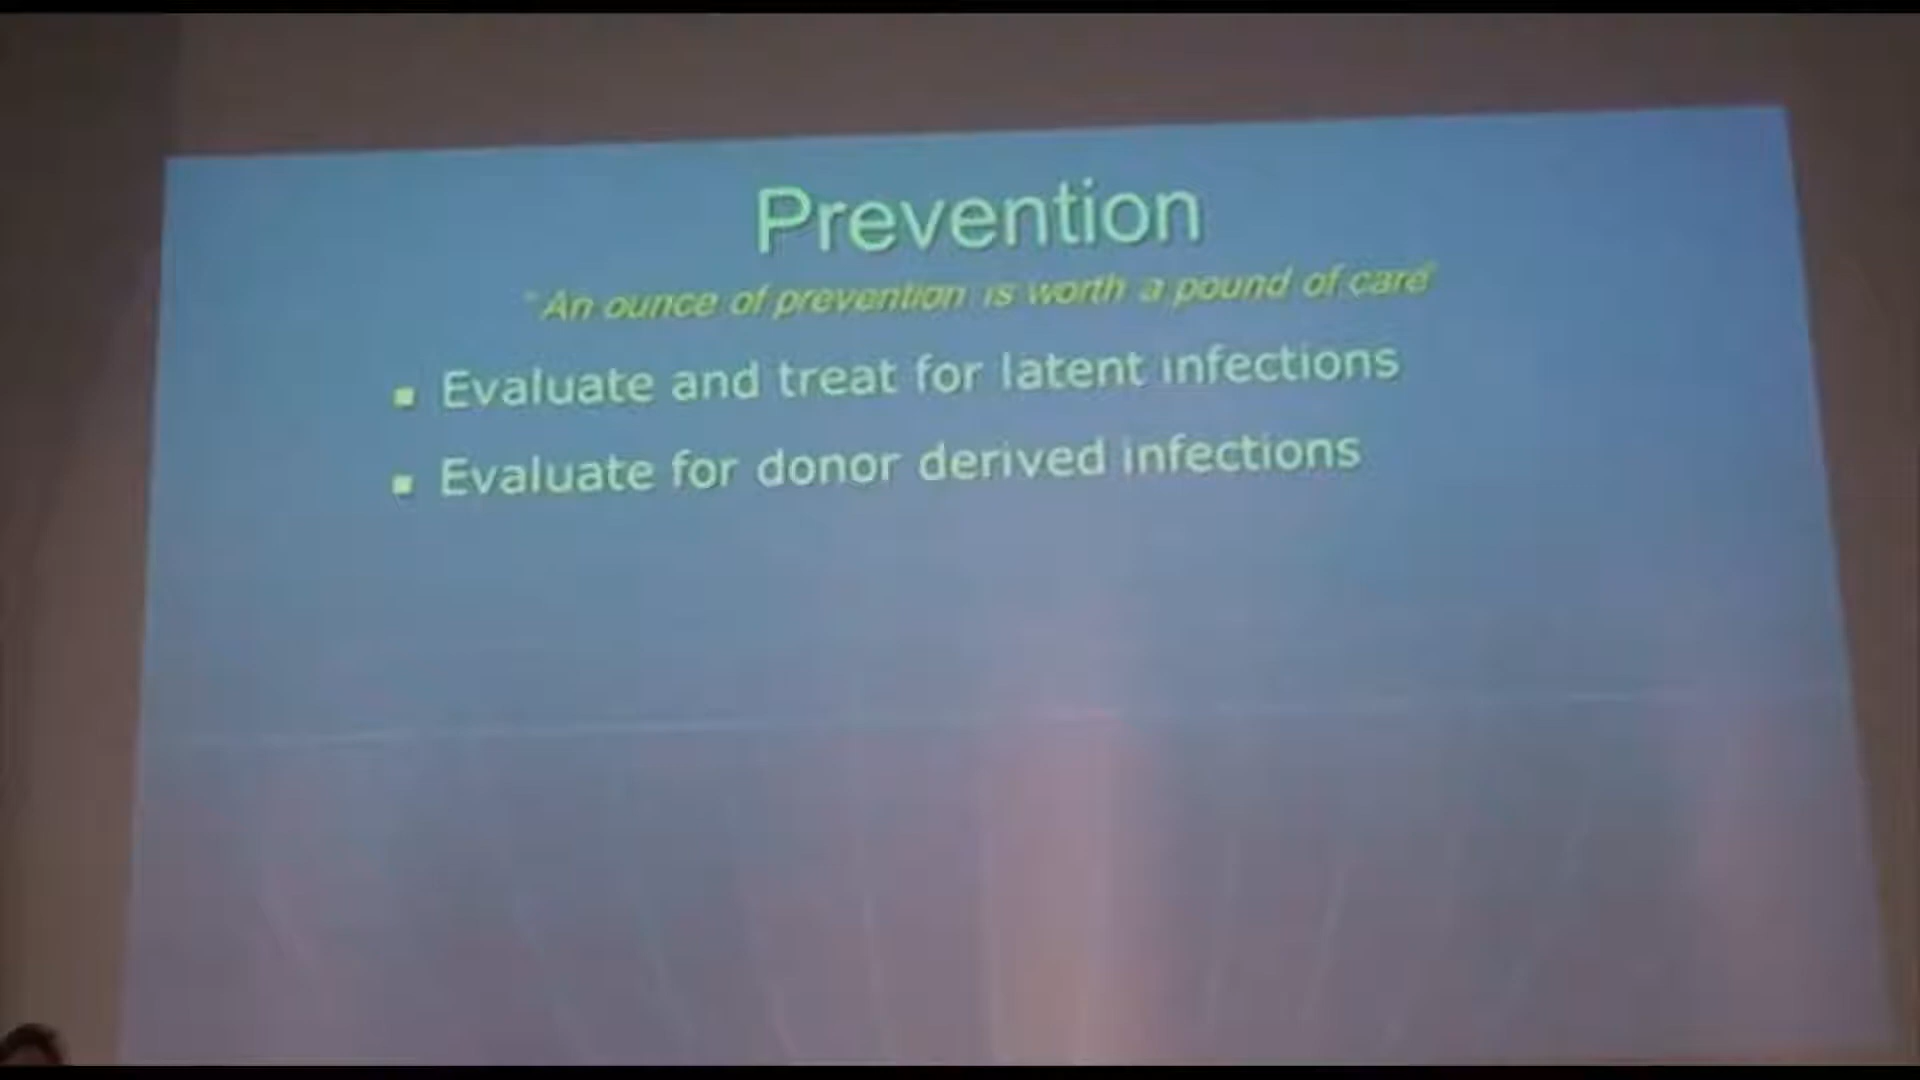 Prevention
"An ounce of prevention is worth a pound of care"
▪ Evaluate and treat for latent infections
▪ Evaluate for donor derived infections